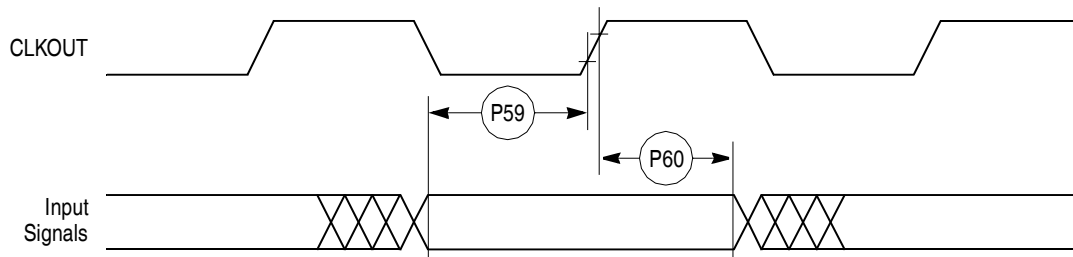 CLKOUT
P59
P60
Input
Signals